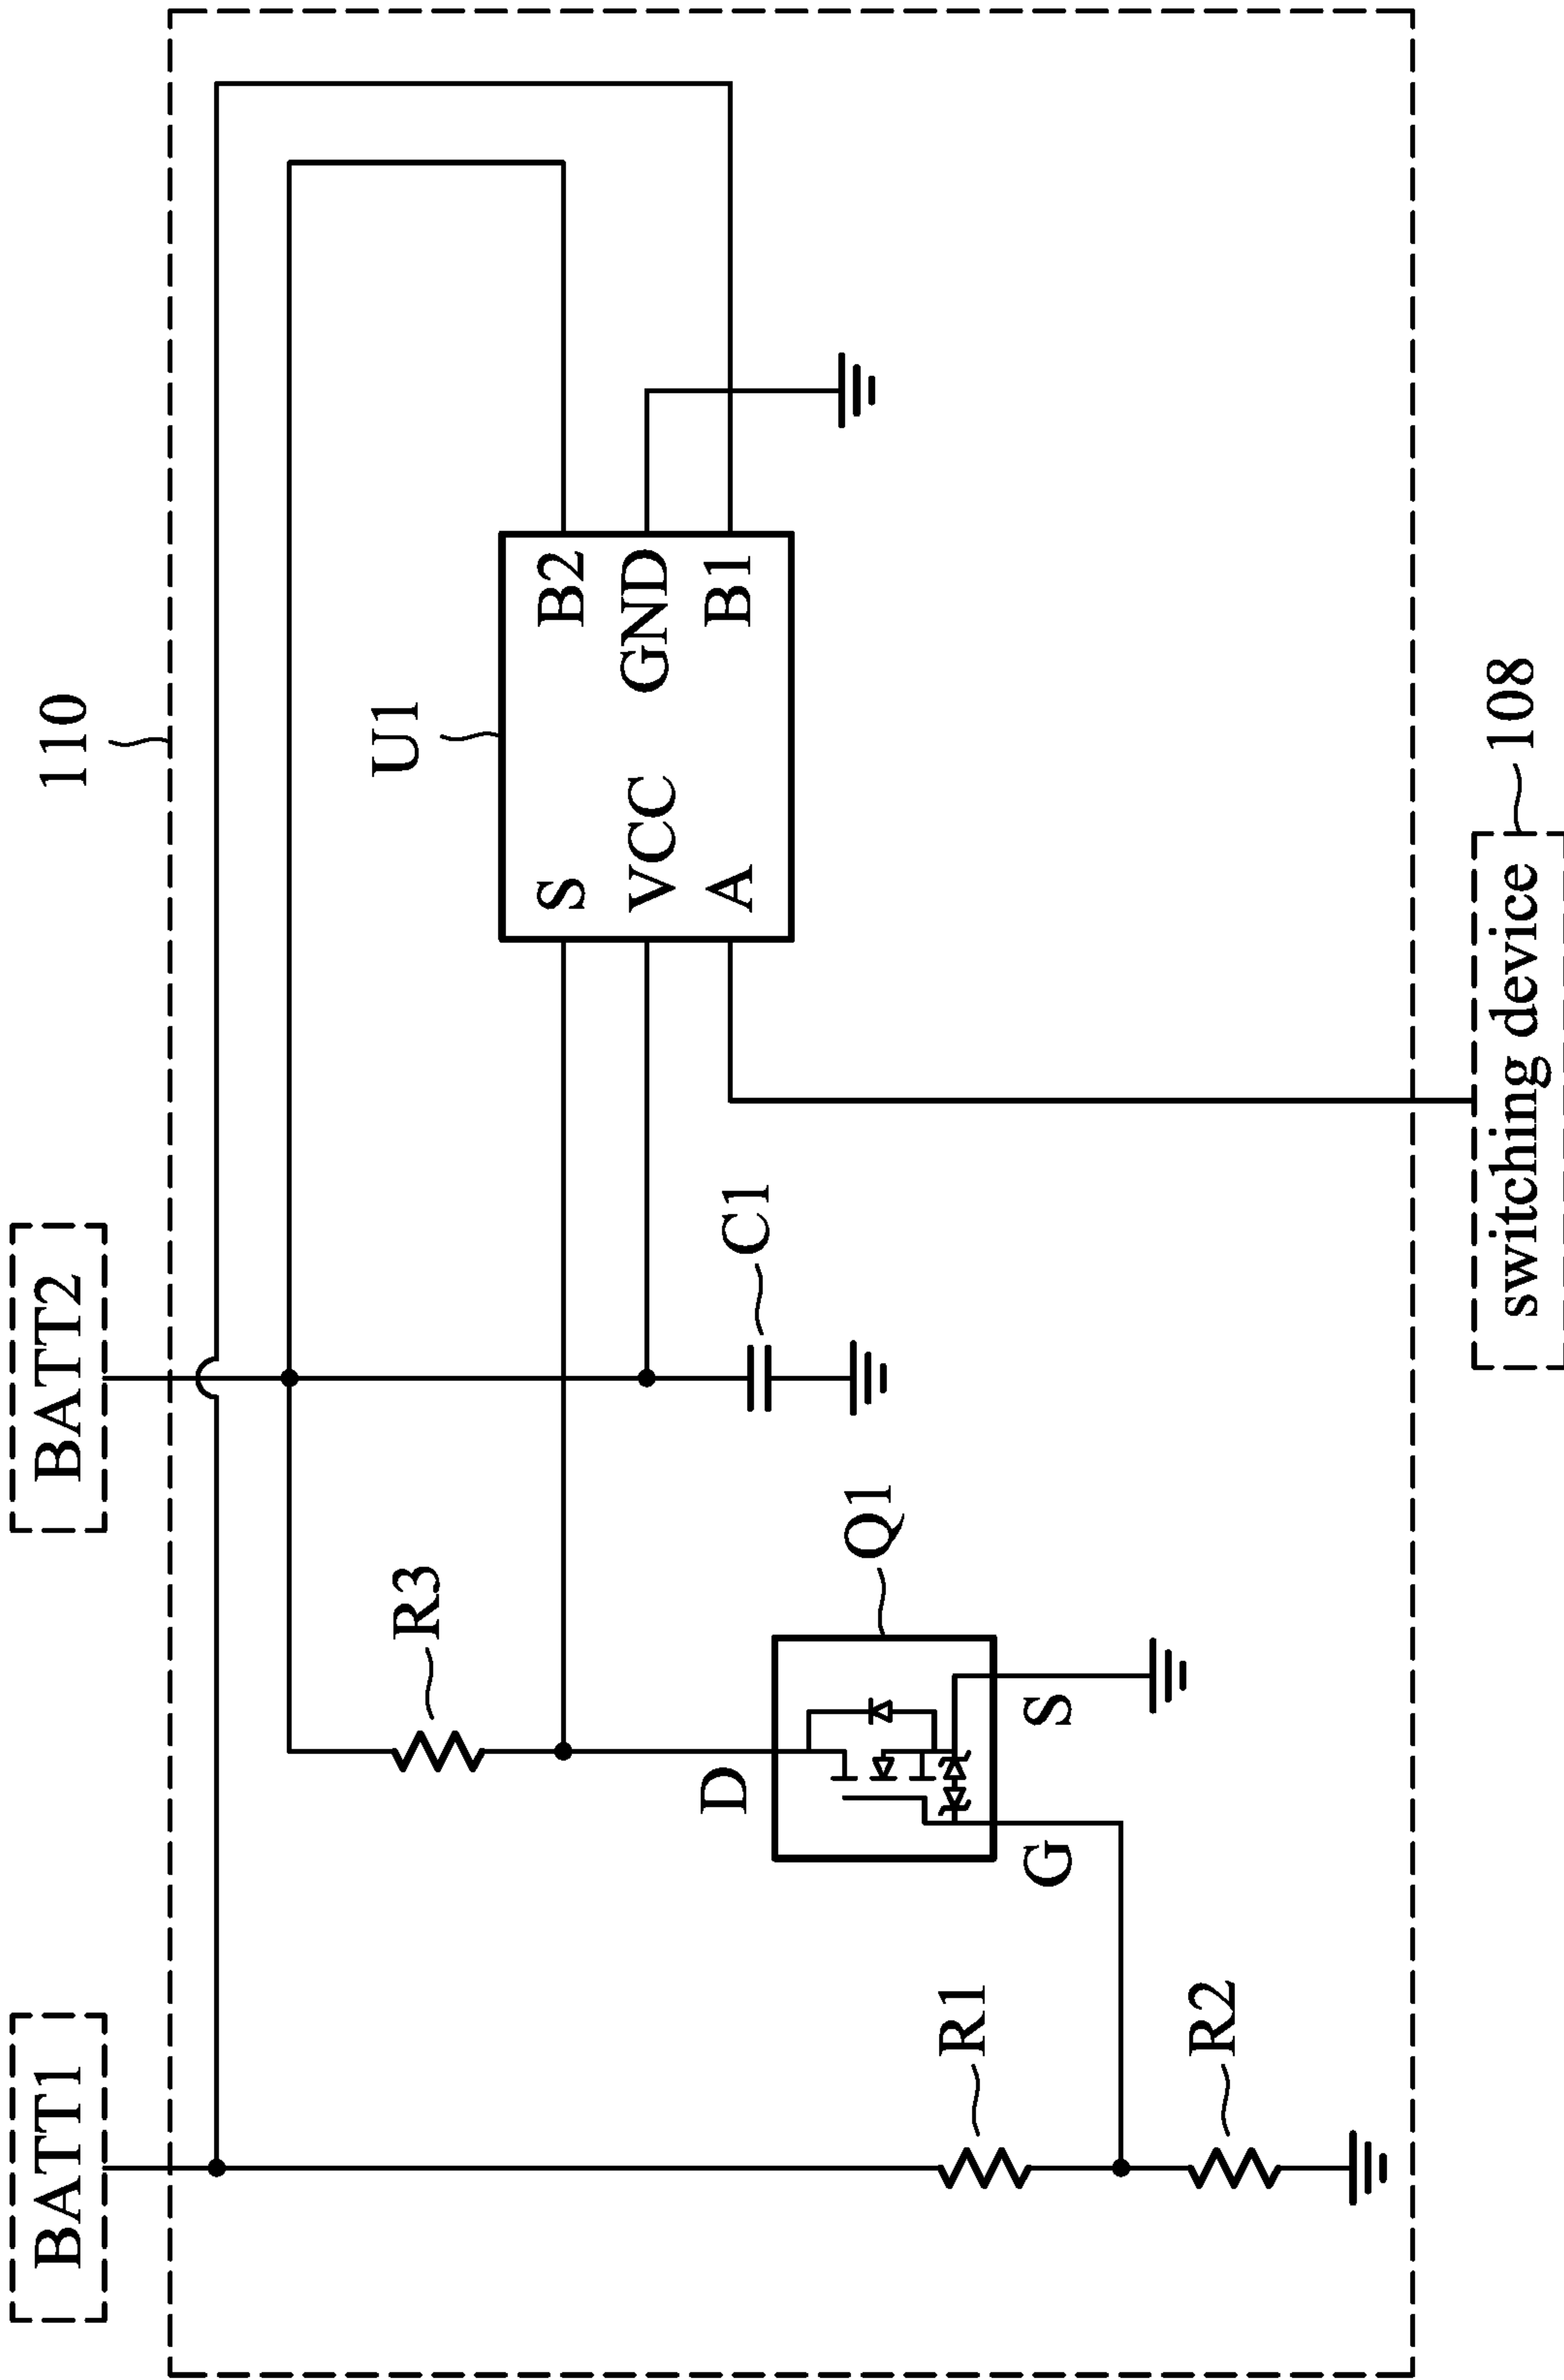 110
BATT1
BATT2
R3
U1
S
B2
VCC
GND
A
B1
D
C1
Q1
R1
G
S
R2
switching device
108